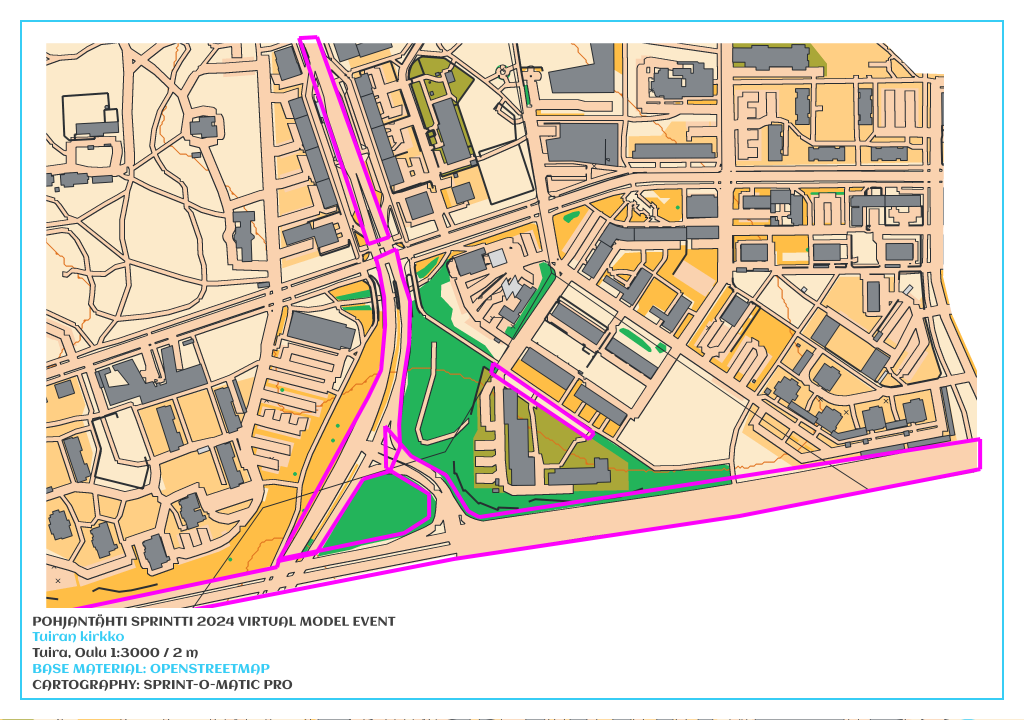 POHJANTÄHTI SPRINTTI 2024 VIRTUAL MODEL EVENT
Tuiran kirkko
Tuira, Oulu 1:3000 / 2 m
BASE MATERIAL: OPENSTREETMAP
CARTOGRAPHY: SPRINT-O-MATIC PRO